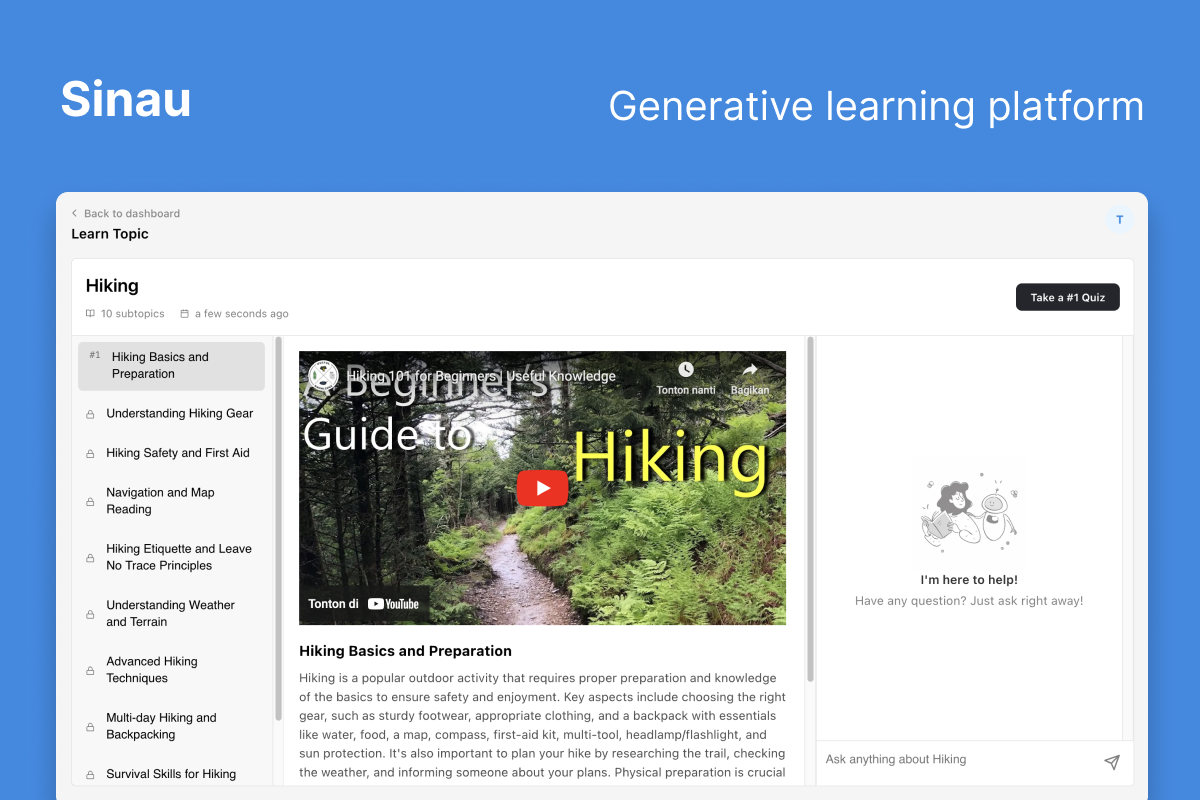 Sinau
Generative learning platform
Back to dashboard
Learn Topic
T
Hiking
10 subtopics
a few seconds ago
Take a #1 Quiz
#1
Hiking Basics and
Preparation
Understanding Hiking Gear
Hiking Safety and First Aid
Navigation and Map
Reading
Hiking Etiquette and Leave
No Trace Principles
Understanding Weather
and Terrain
Advanced Hiking
Techniques
Multi-day Hiking and
Backpacking
Survival Skills for Hiking
Hiking 101 for Beginners | Useful Knowledge
Tonton nanti
Bagikan
A Beginner's
Guide to
Hiking
Tonton di YouTube
Hiking Basics and Preparation
Hiking is a popular outdoor activity that requires proper preparation and knowledge
of the basics to ensure safety and enjoyment. Key aspects include choosing the right
gear, such as sturdy footwear, appropriate clothing, and a backpack with essentials
like water, food, a map, compass, first-aid kit, multi-tool, headlamp/flashlight, and
sun protection. It's also important to plan your hike by researching the trail, checking
the weather, and informing someone about your plans. Physical preparation is crucial
I'm here to help!
Have any question? Just ask right away!
Ask anything about Hiking